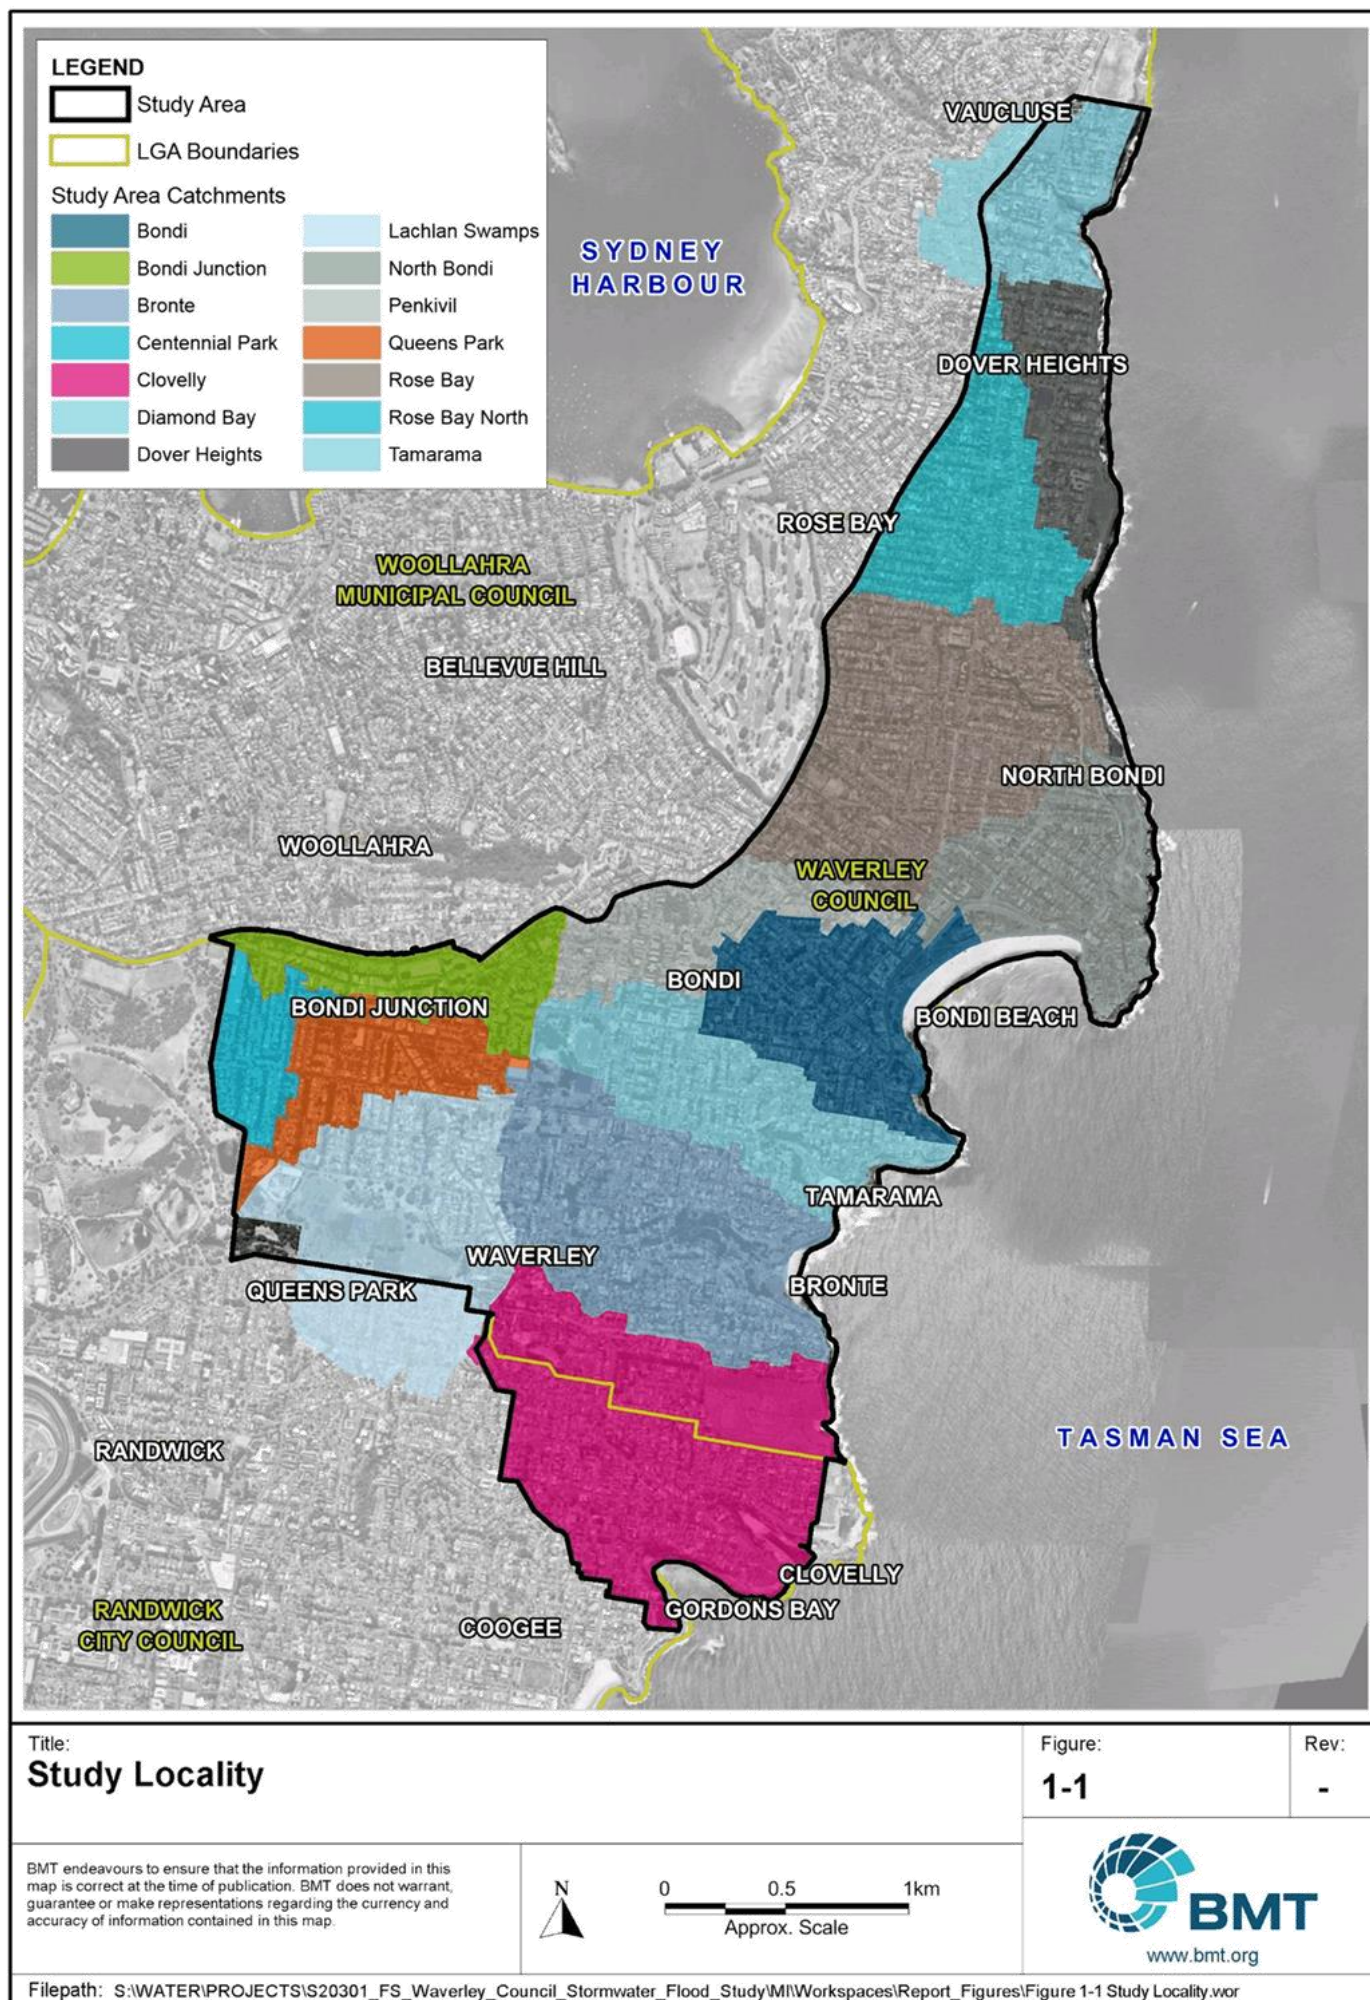 LEGEND
Study Area
LGA Boundaries
Study Area Catchments
Bondi
Bondi Junction
Bronte
Centennial Park
Clovelly
Diamond Bay
Dover Heights
Lachlan Swamps
North Bondi
Penkivil
Queens Park
Rose Bay
Rose Bay North
Tamarama
VAUCLUSE
SYDNEY
HARBOUR
DOVER HEIGHTS
ROSE BAY
WOOLLAHRA
MUNICIPAL COUNCIL
BELLEVUE HILL
NORTH BONDI
WOOLLAHRA
WAVERLEY
COUNCIL
BONDI
BONDI JUNCTION
BONDI BEACH
TAMARAMA
WAVERLEY
QUEENS PARK
BRONTE
RANDWICK
TASMAN SEA
CLOVELLY
GORDONS BAY
RANDWICK
CITY COUNCIL
COOGEE
Title:
Study Locality
Figure:
1-1
Rev:
-
BMT endeavours to ensure that the information provided in this
map is correct at the time of publication. BMT does not warrant,
guarantee or make representations regarding the currency and
accuracy of information contained in this map.
N
0 0.5 1km
Approx. Scale
BMT
www.bmt.org
Filepath: S:\WATER\PROJECTS\S20301_FS_Waverley_Council_Stormwater_Flood_Study\MI\Workspaces\Report_Figures\Figure 1-1 Study Locality.wor